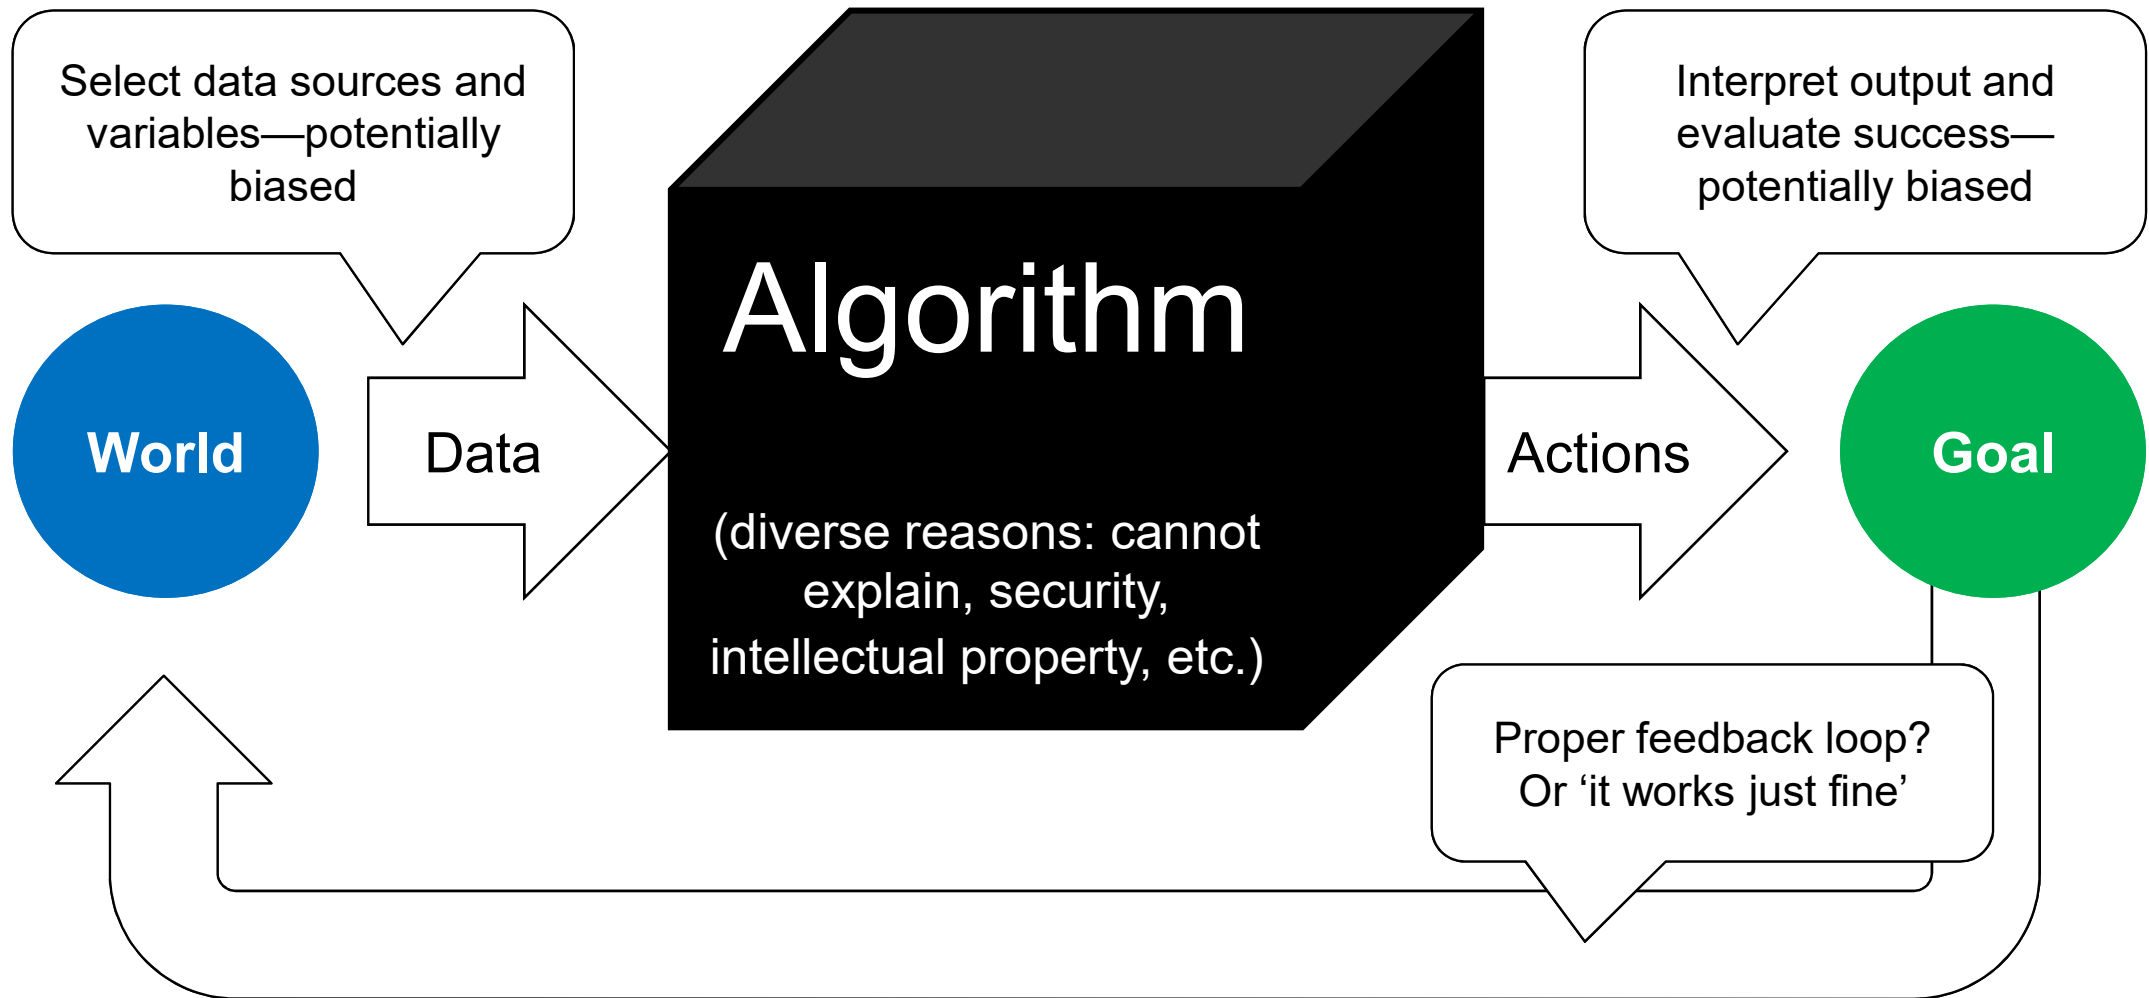 Select data sources and
variables—potentially
biased
Interpret output and
evaluate success—
potentially biased
Algorithm
World
Data
Actions
Goal
(diverse reasons: cannot
explain, security,
intellectual property, etc.)
Proper feedback loop?
Or ‘it works just fine’